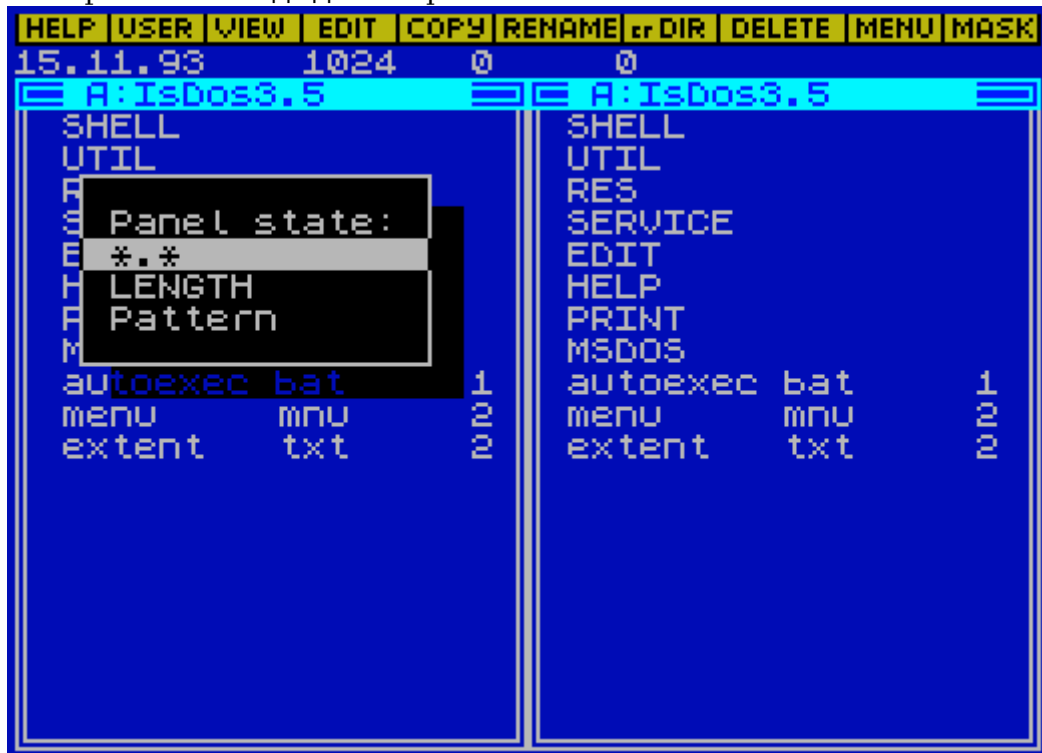 HELP USER VIEW EDIT COPY RENAME cr DIR DELETE MENU MASK
15.11.93 1024 0 0
A:IsDos3.5 A:IsDos3.5
SHELL SHELL
UTIL UTIL
R RES
S Panel state: SERVICE
E *.* EDIT
H LENGTH HELP
P Pattern PRINT
M MSDOS
autoexec bat 1 autoexec bat 1
menu mnu 2 menu mnu 2
extent txt 2 extent txt 2